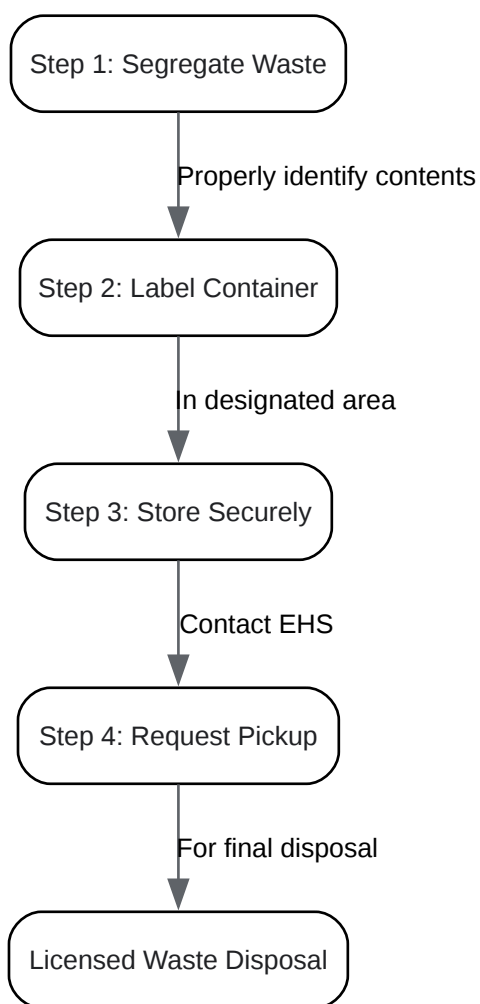 Step 1: Segregate Waste
Properly identify contents
Step 2: Label Container
In designated area
Step 3: Store Securely
Contact EHS
Step 4: Request Pickup
For final disposal
Licensed Waste Disposal